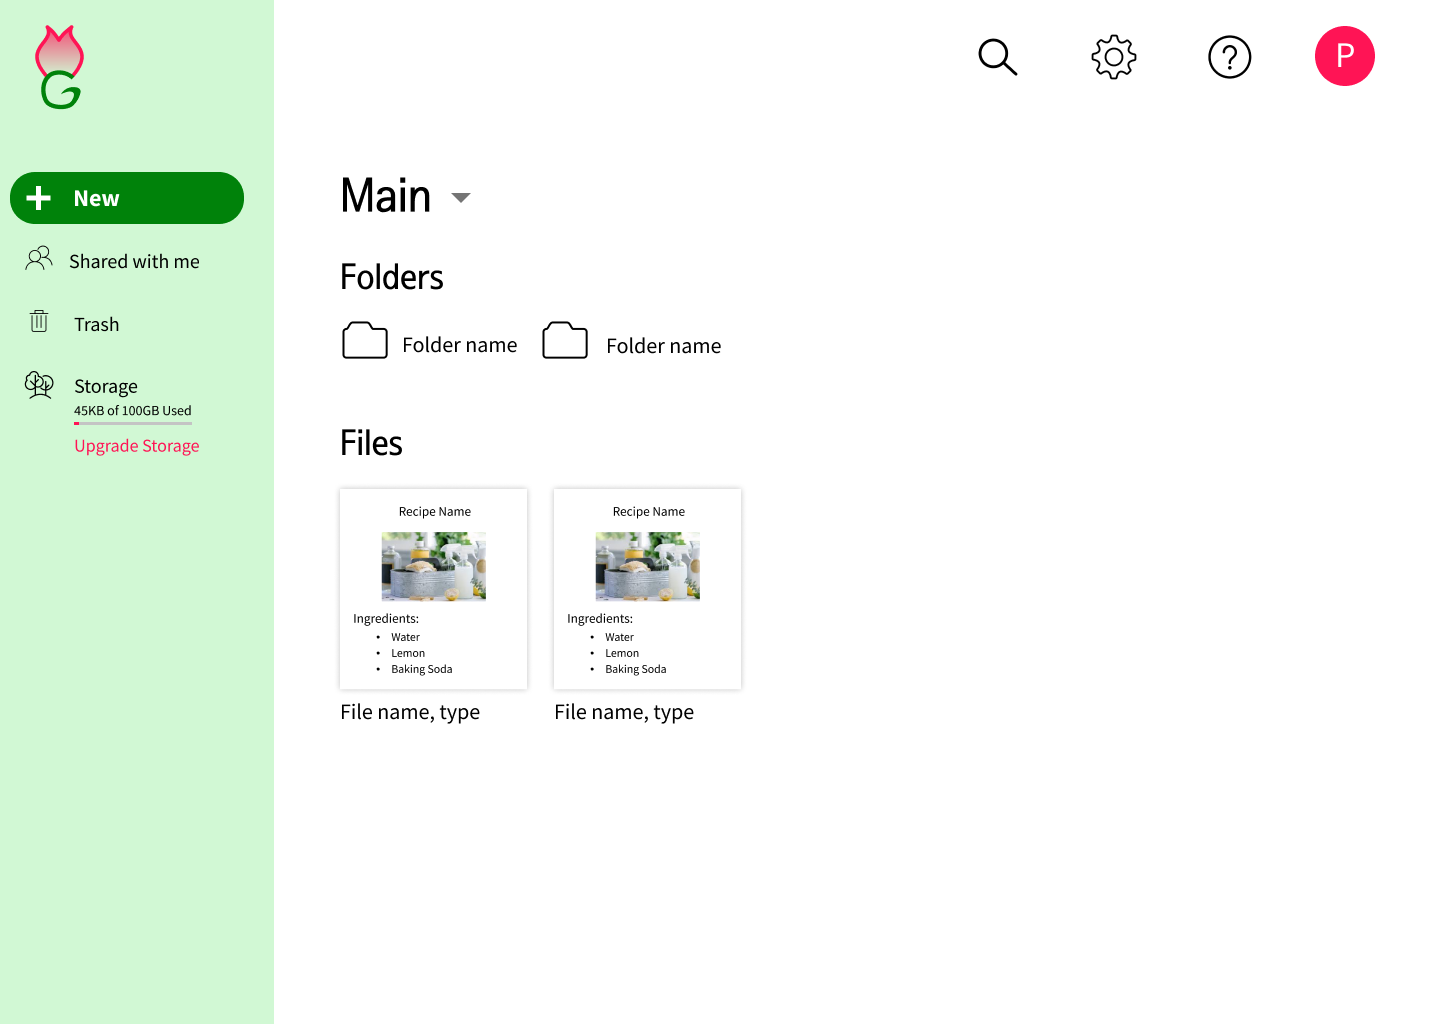 G
P
New
Shared with me
Trash
Storage
45KB of 100GB Used
Upgrade Storage
Main
Folders
Folder name
Folder name
Files
Recipe Name
Ingredients:
• Water
• Lemon
• Baking Soda
File name, type
Recipe Name
Ingredients:
• Water
• Lemon
• Baking Soda
File name, type